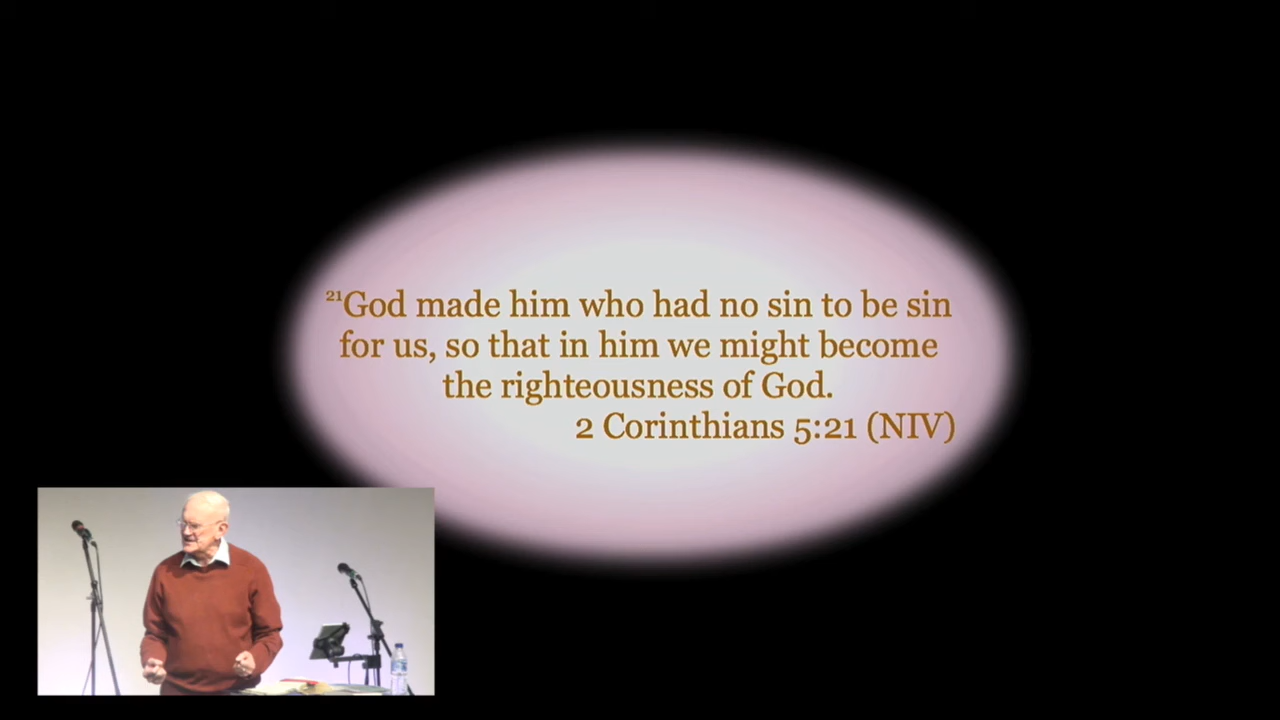 ²¹God made him who had no sin to be sin
for us, so that in him we might become
the righteousness of God.
2 Corinthians 5:21 (NIV)